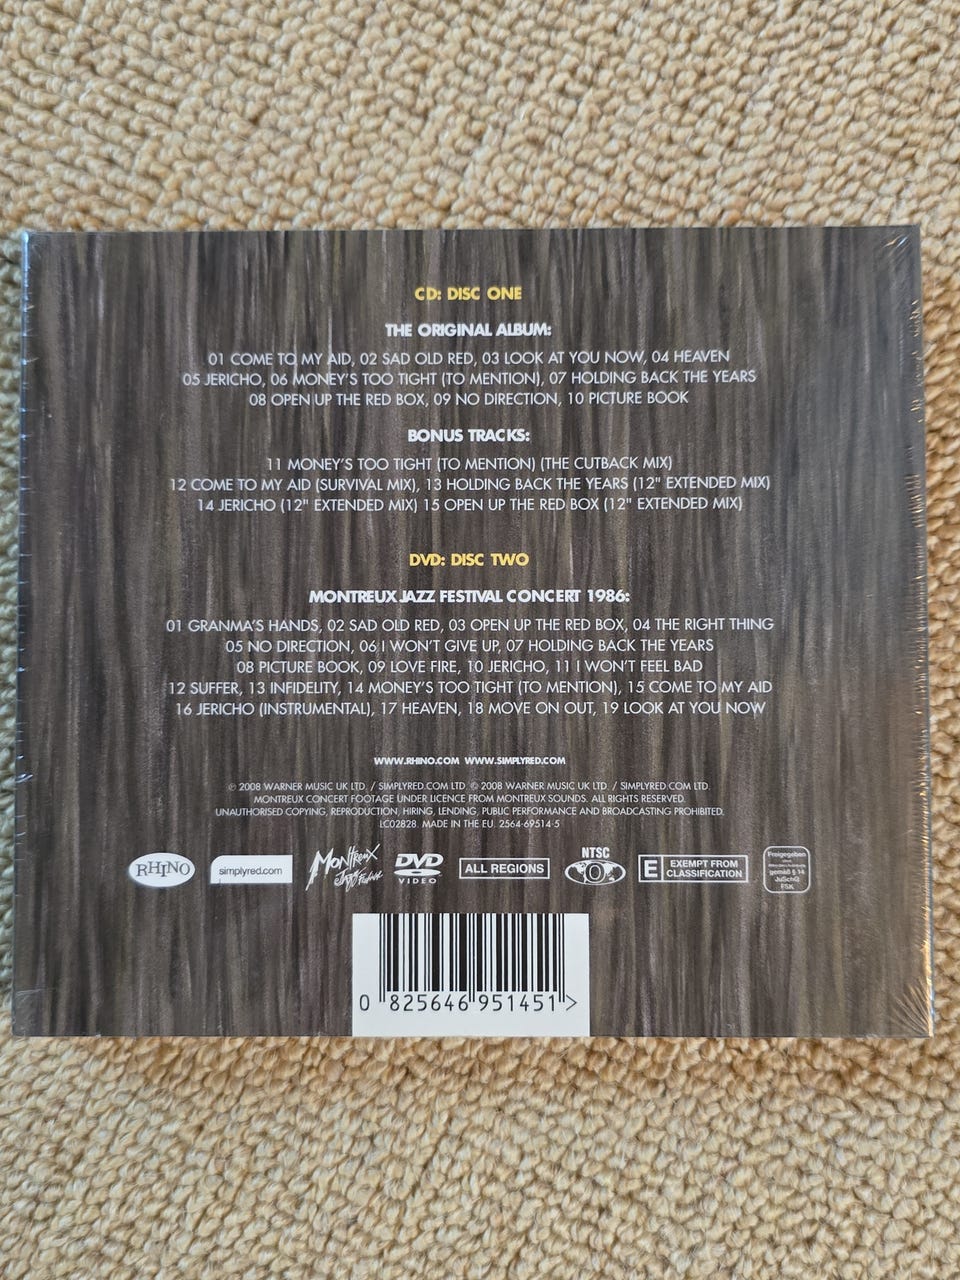 CD: DISC ONE
THE ORIGINAL ALBUM:
01 COME TO MY AID, 02 SAD OLD RED, 03 LOOK AT YOU NOW, 04 HEAVEN
05 JERICHO, 06 MONEY'S TOO TIGHT (TO MENTION), 07 HOLDING BACK THE YEARS
08 OPEN UP THE RED BOX, 09 NO DIRECTION, 10 PICTURE BOOK
BONUS TRACKS:
11 MONEY'S TOO TIGHT (TO MENTION) (THE CUTBACK MIX)
12 COME TO MY AID (SURVIVAL MIX), 13 HOLDING BACK THE YEARS (12" EXTENDED MIX)
14 JERICHO (12" EXTENDED MIX) 15 OPEN UP THE RED BOX (12" EXTENDED MIX)
DVD: DISC TWO
MONTREUX JAZZ FESTIVAL CONCERT 1986:
01 GRANMA'S HANDS, 02 SAD OLD RED, 03 OPEN UP THE RED BOX, 04 THE RIGHT THING
05 NO DIRECTION, 06 I WON'T GIVE UP, 07 HOLDING BACK THE YEARS
08 PICTURE BOOK, 09 LOVE FIRE, 10 JERICHO, 11 I WON'T FEEL BAD
12 SUFFER, 13 INFIDELITY, 14 MONEY'S TOO TIGHT (TO MENTION), 15 COME TO MY AID
16 JERICHO (INSTRUMENTAL), 17 HEAVEN, 18 MOVE ON OUT, 19 LOOK AT YOU NOW
WWW.RHINO.COM WWW.SIMPLYRED.COM
℗ 2008 WARNER MUSIC UK LTD. / SIMPLYRED.COM LTD. © 2008 WARNER MUSIC UK LTD. / SIMPLYRED.COM LTD.
MONTREUX CONCERT FOOTAGE UNDER LICENCE FROM MONTREUX SOUNDS. ALL RIGHTS RESERVED.
UNAUTHORISED COPYING, REPRODUCTION, HIRING, LENDING, PUBLIC PERFORMANCE AND BROADCASTING PROHIBITED.
LC02828. MADE IN THE EU. 2564-69514-5
RHINO
simplyred.com
Montreux
Jazz Festival
DVD
VIDEO
ALL REGIONS
NTSC
0
E EXEMPT FROM
CLASSIFICATION
Freigegeben
gemäß § 14
JuSchG
FSK
0 825646 951451 >